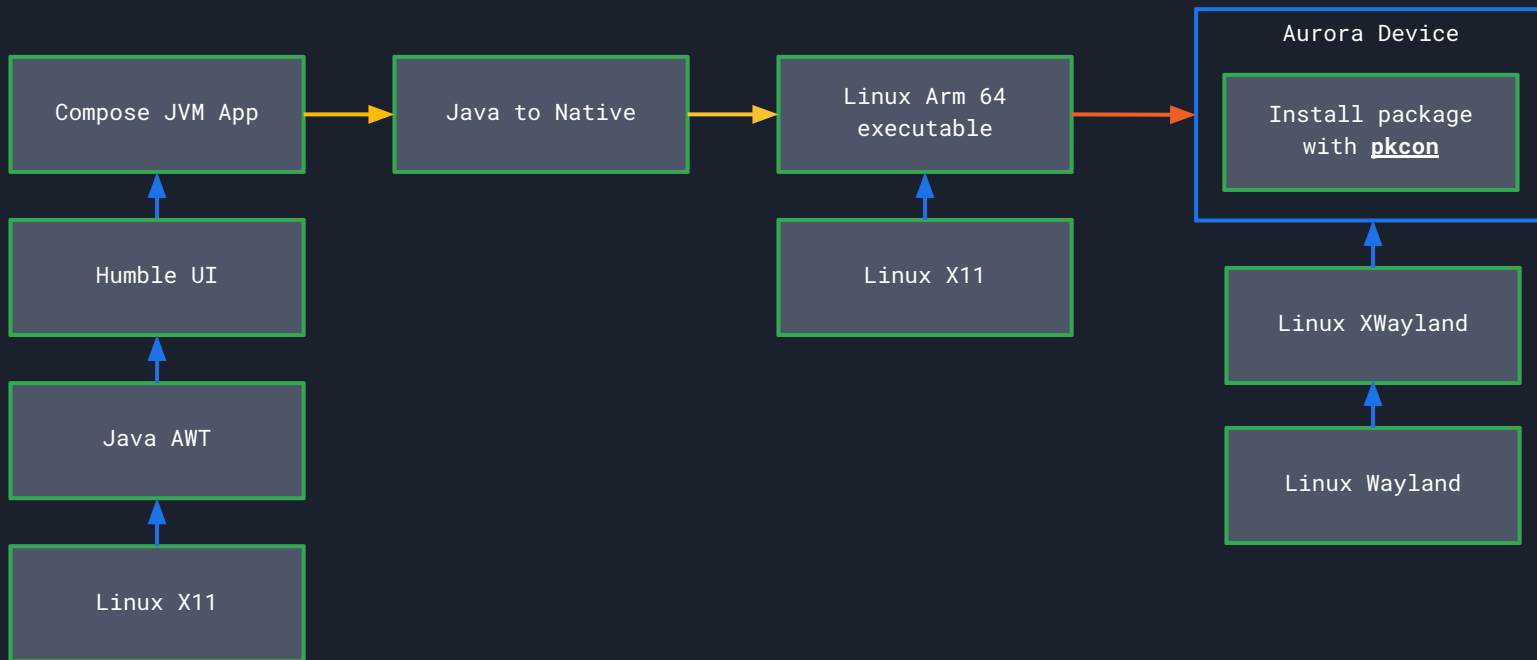 Aurora Device
Compose JVM App
Java to Native
Linux Arm 64
executable
Install package
with pkcon
Humble UI
Linux X11
Linux XWayland
Java AWT
Linux Wayland
Linux X11